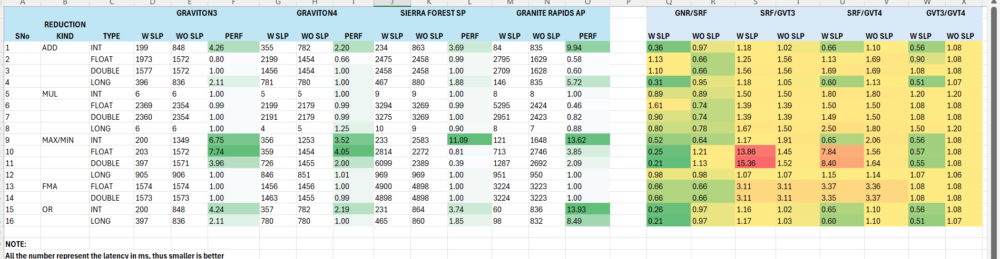 A B C D E F G H I J K L M N O P Q R S T U V W X
GRAVITON3 GRAVITON4 SIERRA FOREST SP GRANITE RAPIDS AP GNR/SRF SRF/GVT3 SRF/GVT4 GVT3/GVT4
REDUCTION
SNo KIND TYPE W SLP WO SLP PERF W SLP WO SLP PERF W SLP WO SLP PERF W SLP WO SLP PERF W SLP WO SLP W SLP WO SLP W SLP WO SLP W SLP WO SLP
1 ADD INT 199 848 4.26 355 782 2.20 234 863 3.69 84 835 9.94 0.36 0.97 1.18 1.02 0.66 1.10 0.56 1.08
2 FLOAT 1973 1572 0.80 2199 1454 0.66 2475 2458 0.99 2795 1629 0.58 1.13 0.66 1.25 1.56 1.13 1.69 0.90 1.08
3 DOUBLE 1577 1572 1.00 1456 1454 1.00 2458 2458 1.00 2709 1628 0.60 1.10 0.66 1.56 1.56 1.69 1.69 1.08 1.08
4 LONG 396 836 2.11 781 780 1.00 467 880 1.88 146 835 5.72 0.31 0.95 1.18 1.05 0.60 1.13 0.51 1.07
5 MUL INT 6 6 1.00 5 5 1.00 9 9 1.00 8 8 1.00 0.89 0.89 1.50 1.50 1.80 1.80 1.20 1.20
6 FLOAT 2369 2354 0.99 2199 2179 0.99 3294 3269 0.99 5295 2424 0.46 1.61 0.74 1.39 1.39 1.50 1.50 1.08 1.08
7 DOUBLE 2360 2354 1.00 2191 2179 0.99 3275 3269 1.00 2951 2423 0.82 0.90 0.74 1.39 1.39 1.49 1.50 1.08 1.08
8 LONG 6 6 1.00 4 5 1.25 10 9 0.90 8 7 0.88 0.80 0.78 1.67 1.50 2.50 1.80 1.50 1.20
9 MAX/MIN INT 200 1349 6.75 356 1253 3.52 233 2583 11.09 121 1648 13.62 0.52 0.64 1.17 1.91 0.65 2.06 0.56 1.08
10 FLOAT 203 1572 7.74 359 1454 4.05 2814 2272 0.81 713 2746 3.85 0.25 1.21 13.86 1.45 7.84 1.56 0.57 1.08
11 DOUBLE 397 1571 3.96 726 1455 2.00 6099 2389 0.39 1287 2692 2.09 0.21 1.13 15.36 1.52 8.40 1.64 0.55 1.08
12 LONG 905 906 1.00 846 851 1.01 969 969 1.00 951 950 1.00 0.98 0.98 1.07 1.07 1.15 1.14 1.07 1.06
13 FMA FLOAT 1574 1574 1.00 1456 1456 1.00 4900 4898 1.00 3224 3223 1.00 0.66 0.66 3.11 3.11 3.37 3.36 1.08 1.08
14 DOUBLE 1573 1573 1.00 1463 1455 0.99 4898 4898 1.00 3224 3223 1.00 0.66 0.66 3.11 3.11 3.35 3.37 1.08 1.08
15 OR INT 200 848 4.24 357 782 2.19 231 864 3.74 60 836 13.93 0.26 0.97 1.16 1.02 0.65 1.10 0.56 1.08
16 LONG 397 836 2.11 780 780 1.00 465 860 1.85 98 832 8.49 0.21 0.97 1.17 1.03 0.60 1.10 0.51 1.07
NOTE:
All the number represent the latency in ms, thus smaller is better